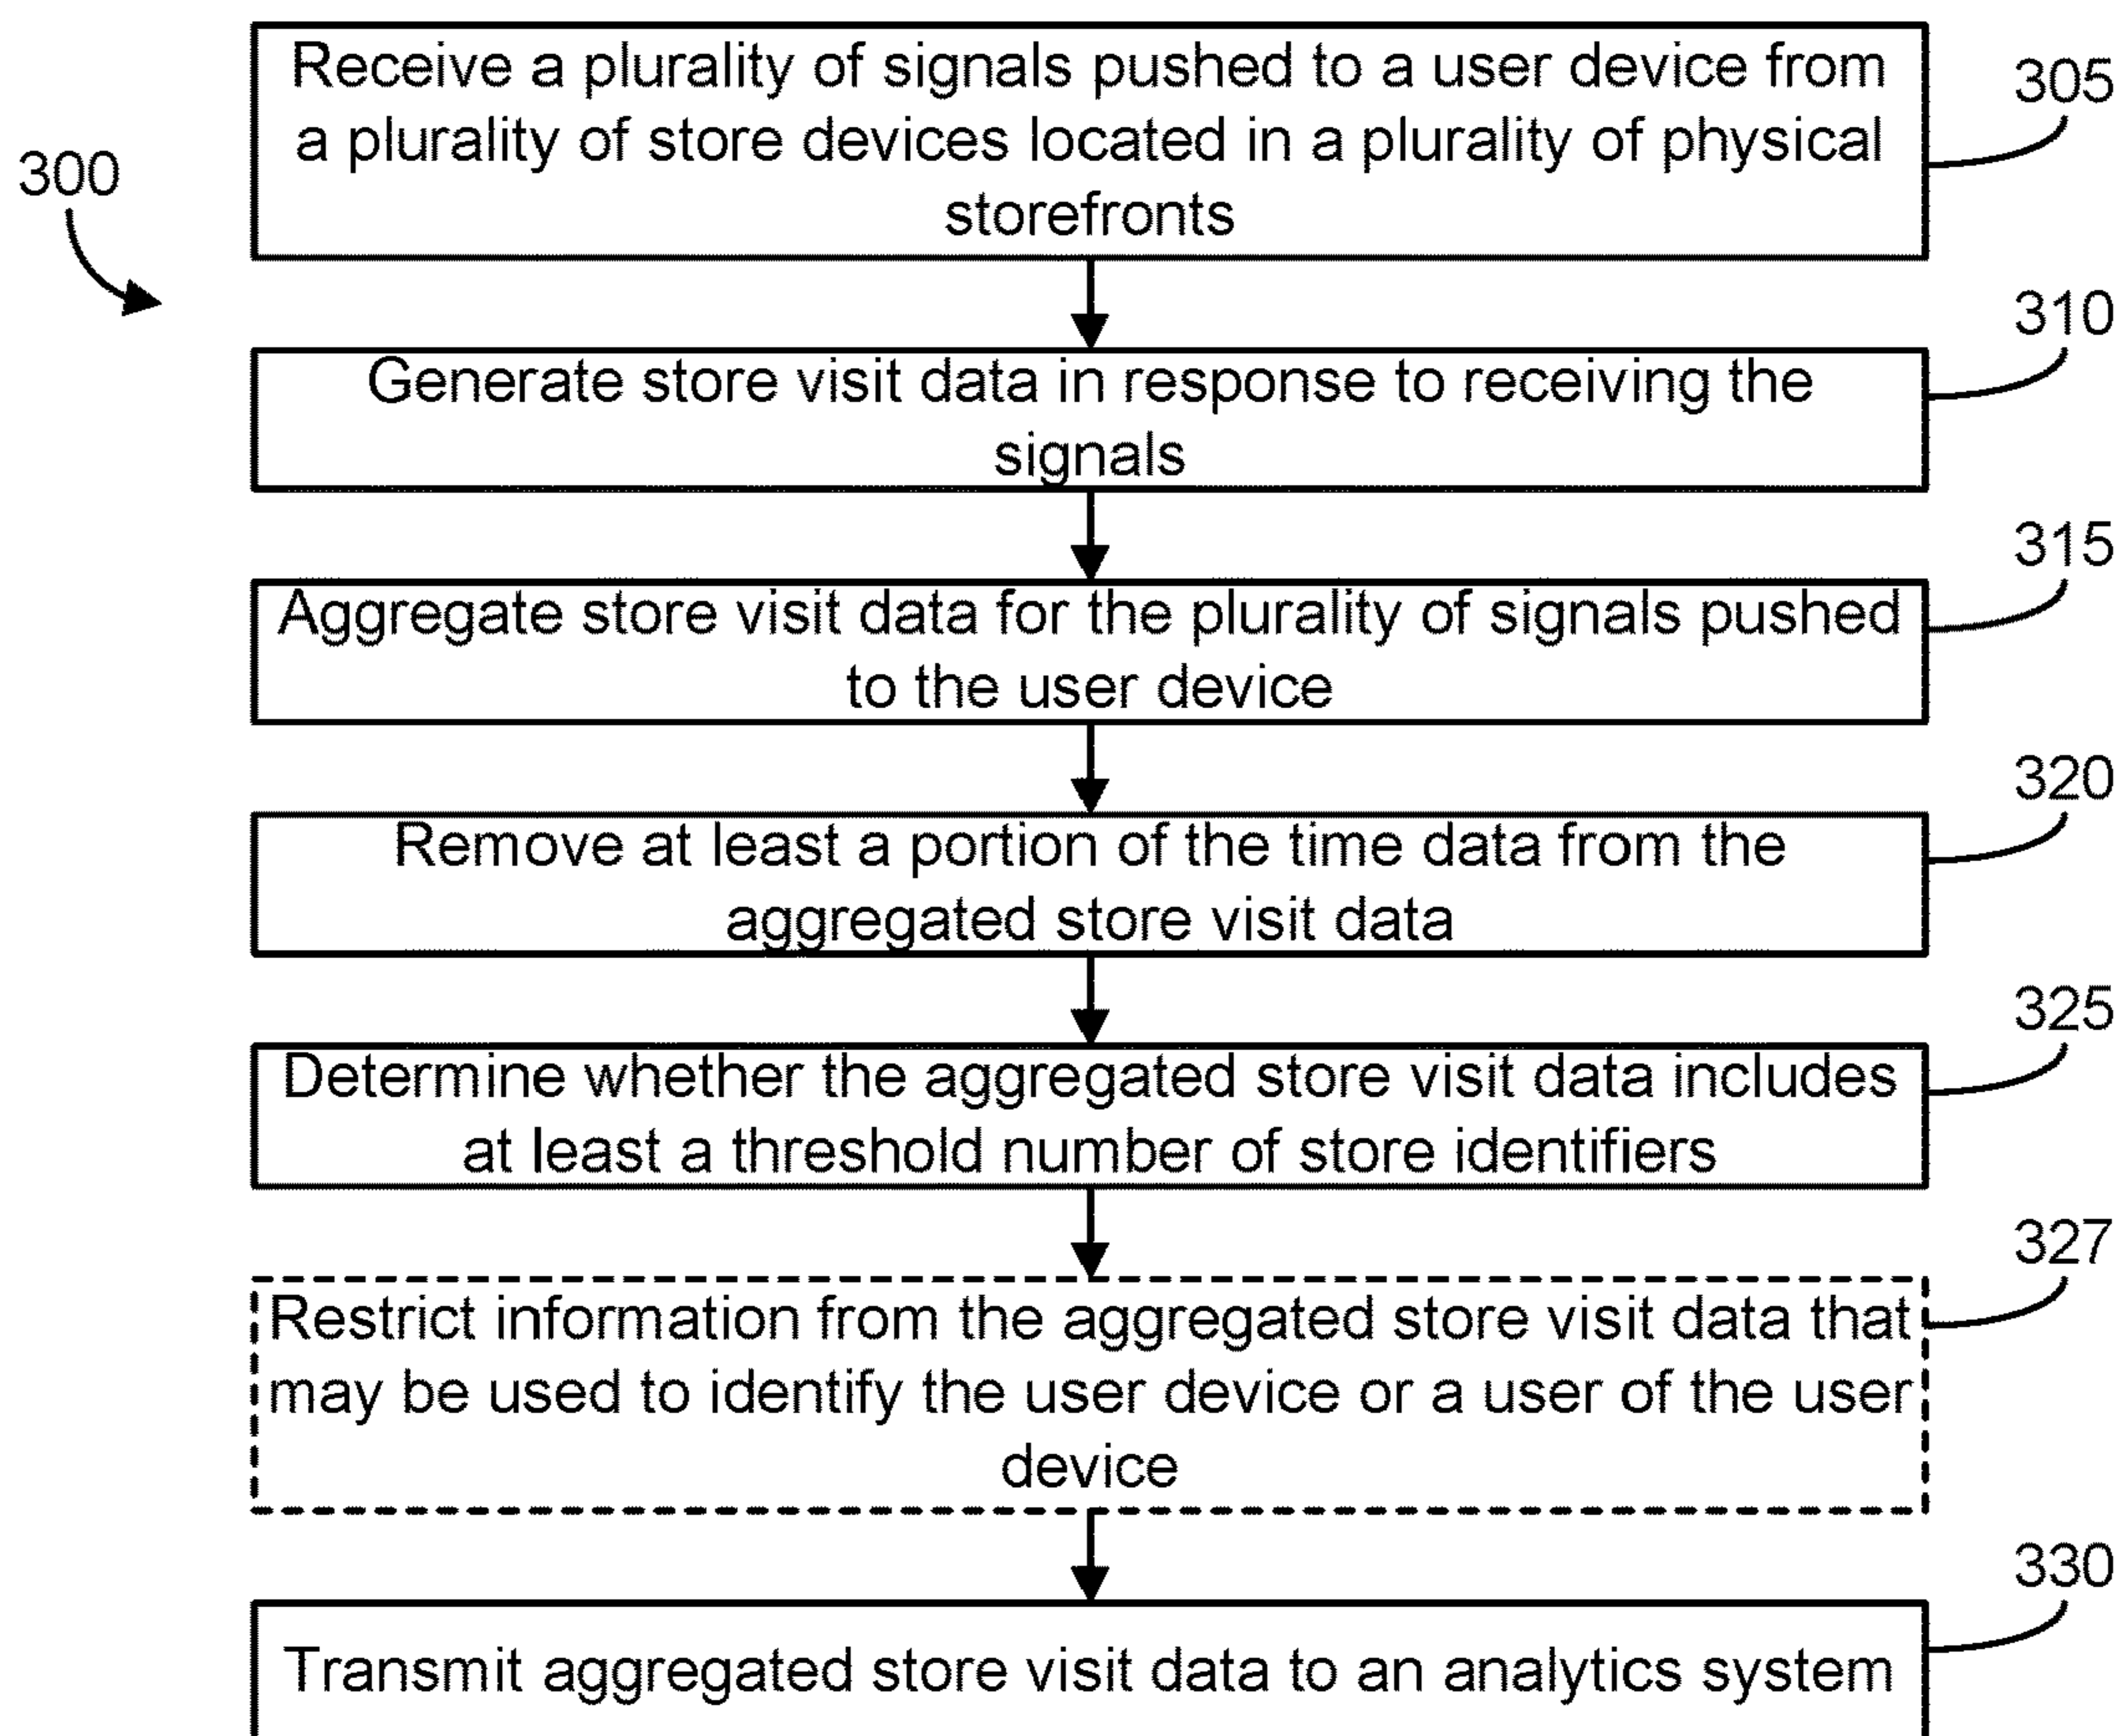 Receive a plurality of signals pushed to a user device from
a plurality of store devices located in a plurality of physical
storefronts
305
300
Generate store visit data in response to receiving the
signals
310
Aggregate store visit data for the plurality of signals pushed
to the user device
315
Remove at least a portion of the time data from the
aggregated store visit data
320
Determine whether the aggregated store visit data includes
at least a threshold number of store identifiers
325
Restrict information from the aggregated store visit data that
may be used to identify the user device or a user of the user
device
327
Transmit aggregated store visit data to an analytics system
330